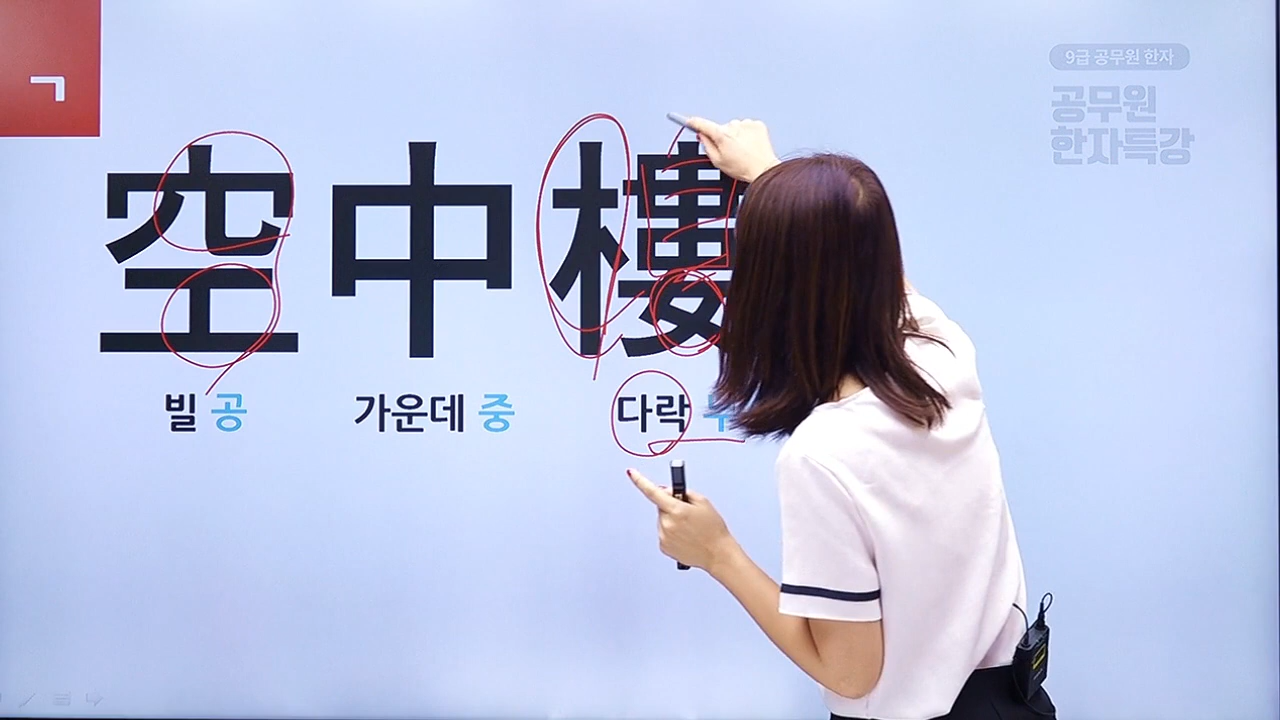 ㄱ
9급 공무원 한자
공무원
한자특강
空中樓
빌 공 가운데 중 다락